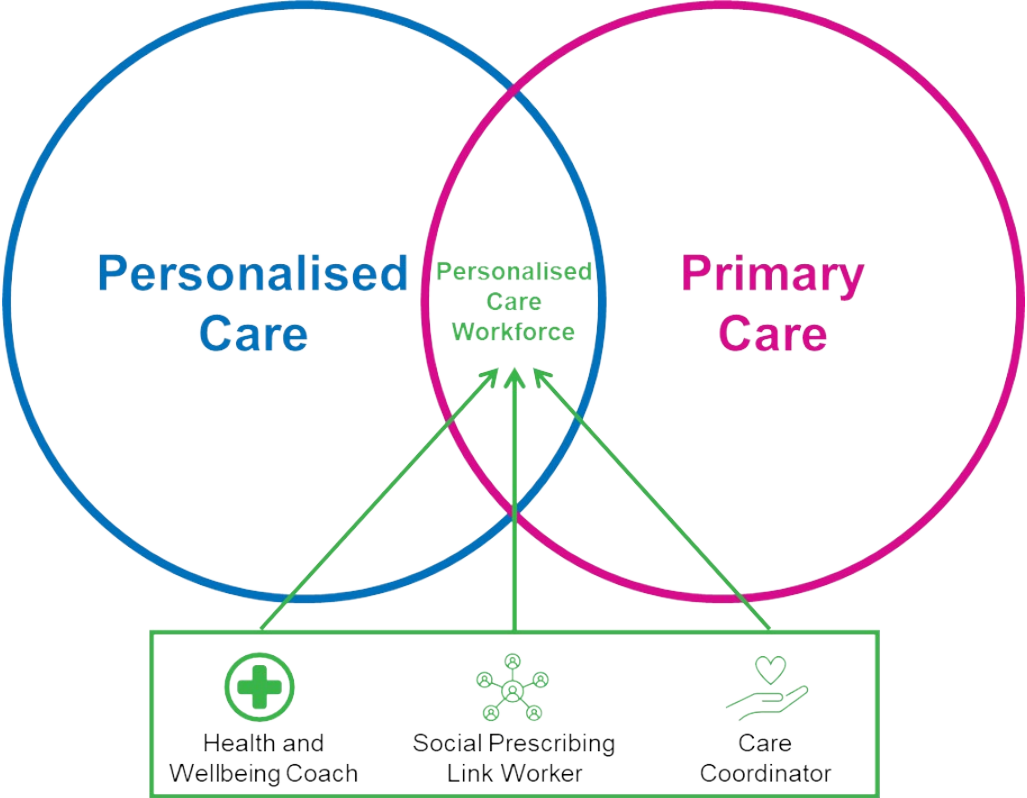 Personalised
Care
Personalised
Care
Workforce
Primary
Care
Health and
Wellbeing Coach
Social Prescribing
Link Worker
Care
Coordinator